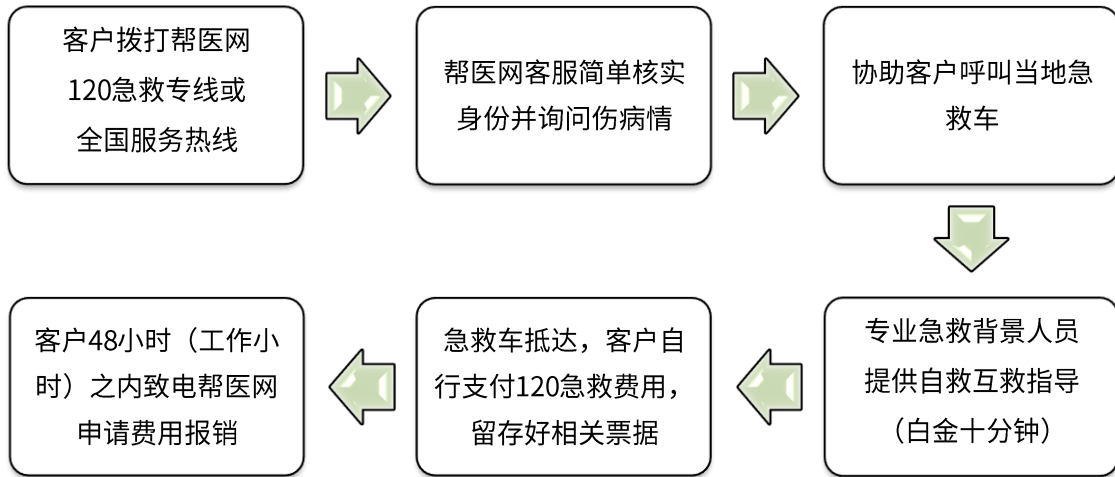 客户拨打帮医网
120急救专线或
全国服务热线
帮医网客服简单核实
身份并询问伤病情
协助客户呼叫当地急
救车
专业急救背景人员
提供自救互救指导
（白金十分钟）
急救车抵达，客户自
行支付120急救费用，
留存好相关票据
客户48小时（工作小
时）之内致电帮医网
申请费用报销